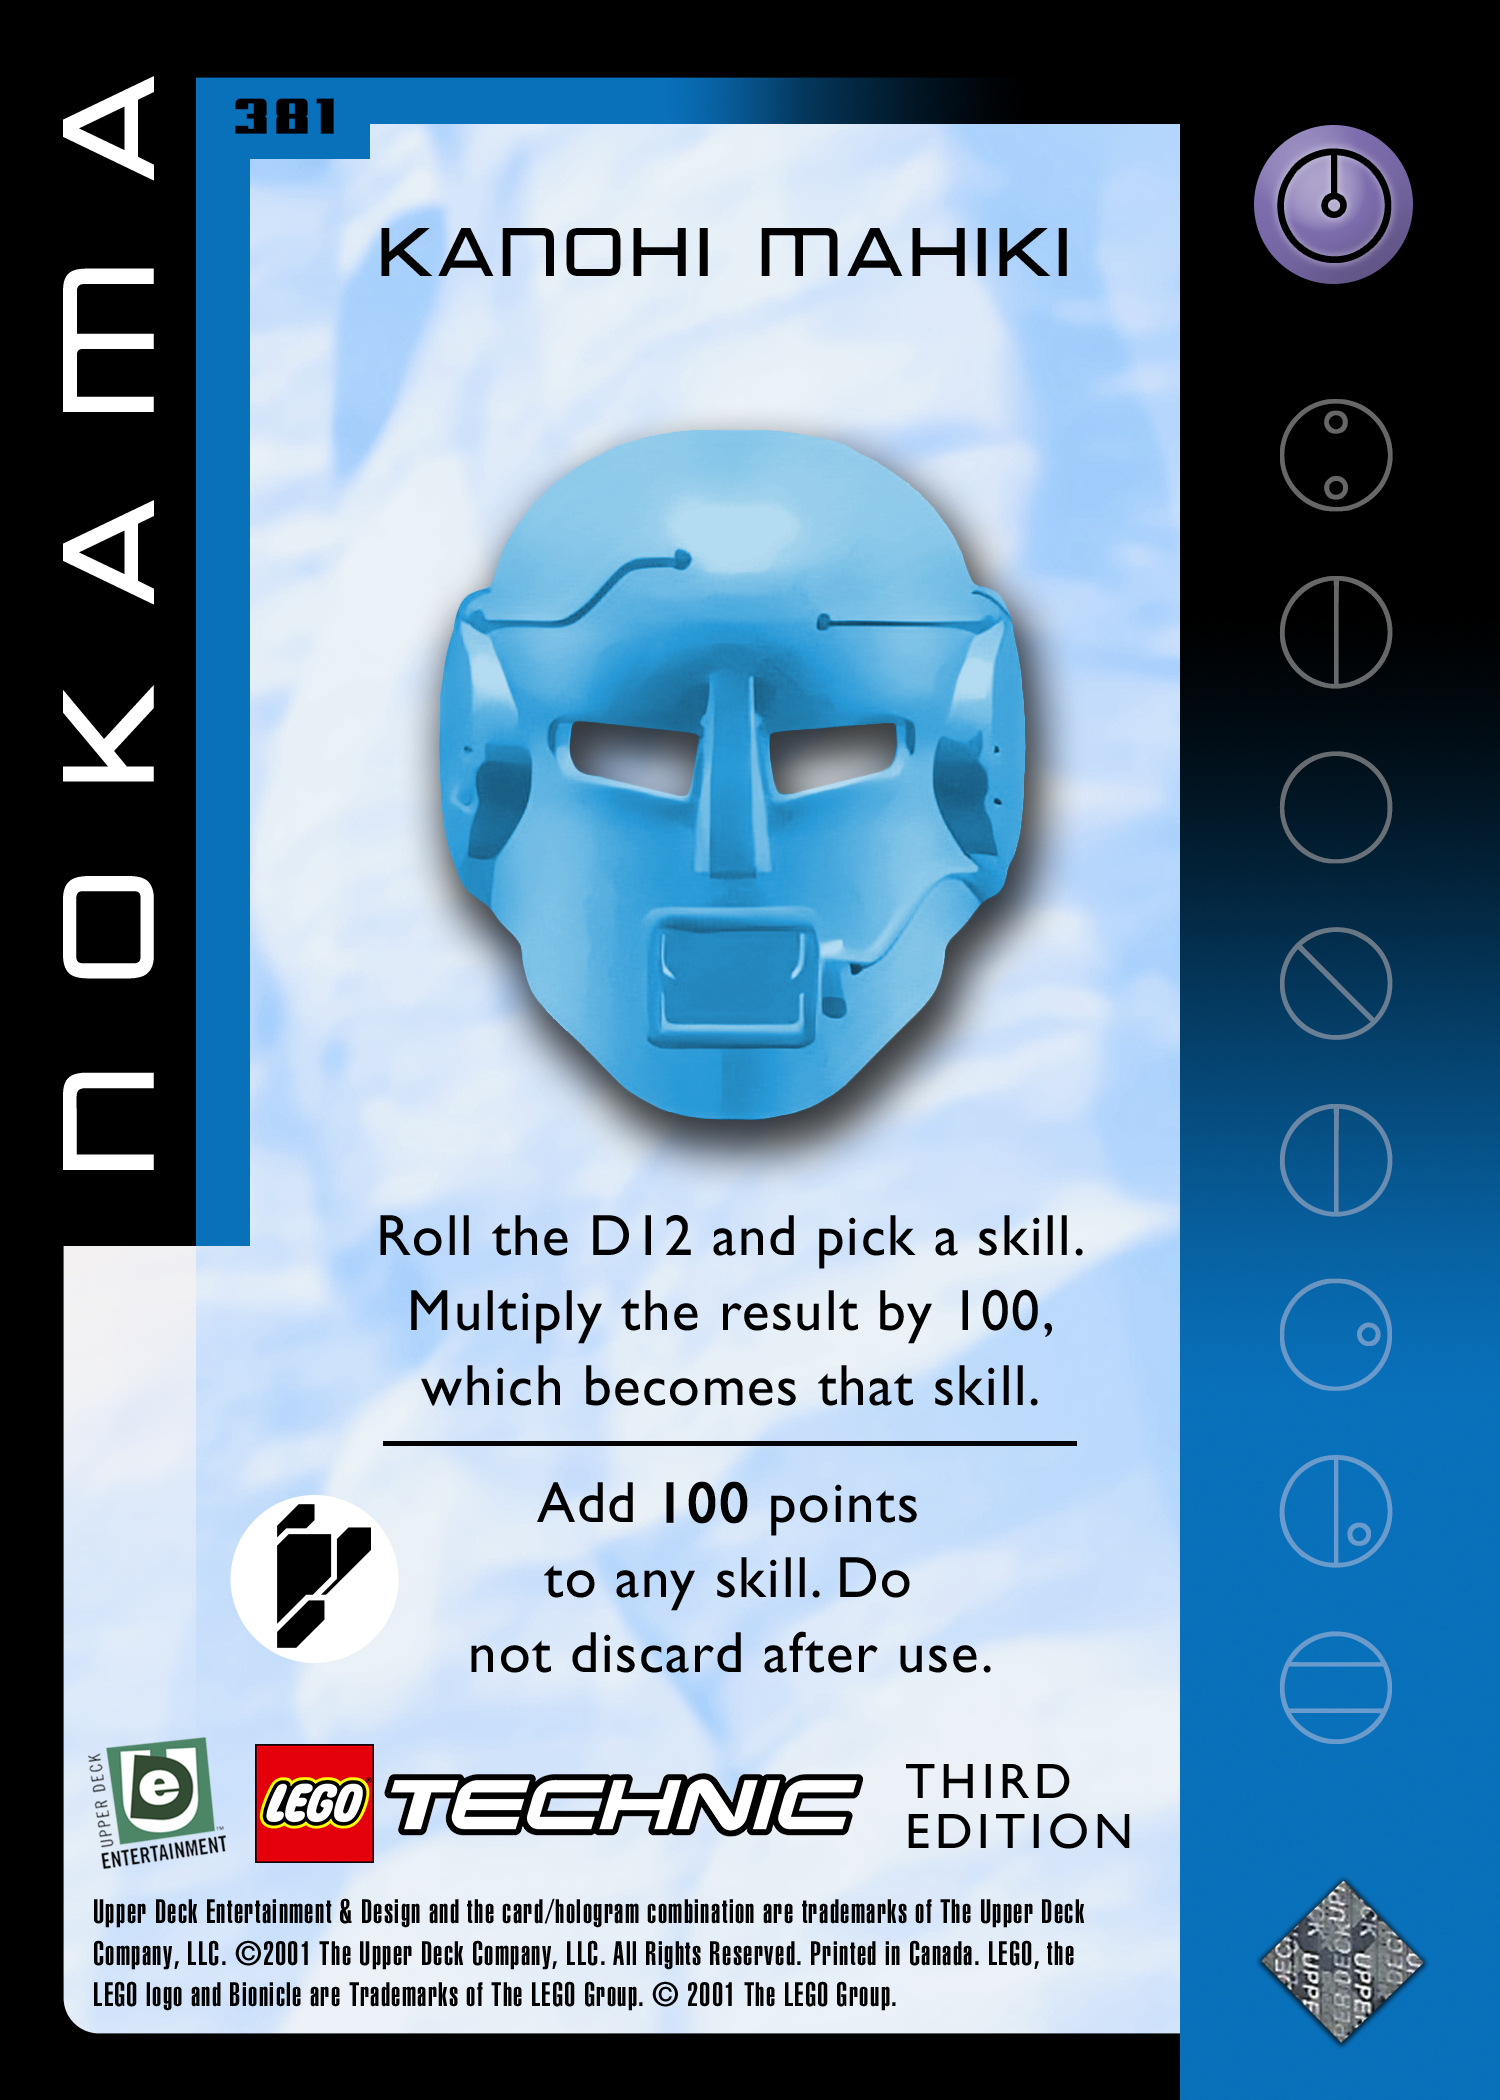 NOKAMA
381
KANOHI MAHIKI
Roll the D12 and pick a skill.
Multiply the result by 100,
which becomes that skill.
Add 100 points
to any skill. Do
not discard after use.
UPPER DECK
e
ENTERTAINMENT™
LEGO
TECHNIC
THIRD
EDITION
Upper Deck Entertainment & Design and the card/hologram combination are trademarks of The Upper Deck
Company, LLC. ©2001 The Upper Deck Company, LLC. All Rights Reserved. Printed in Canada. LEGO, the
LEGO logo and Bionicle are Trademarks of The LEGO Group. © 2001 The LEGO Group.